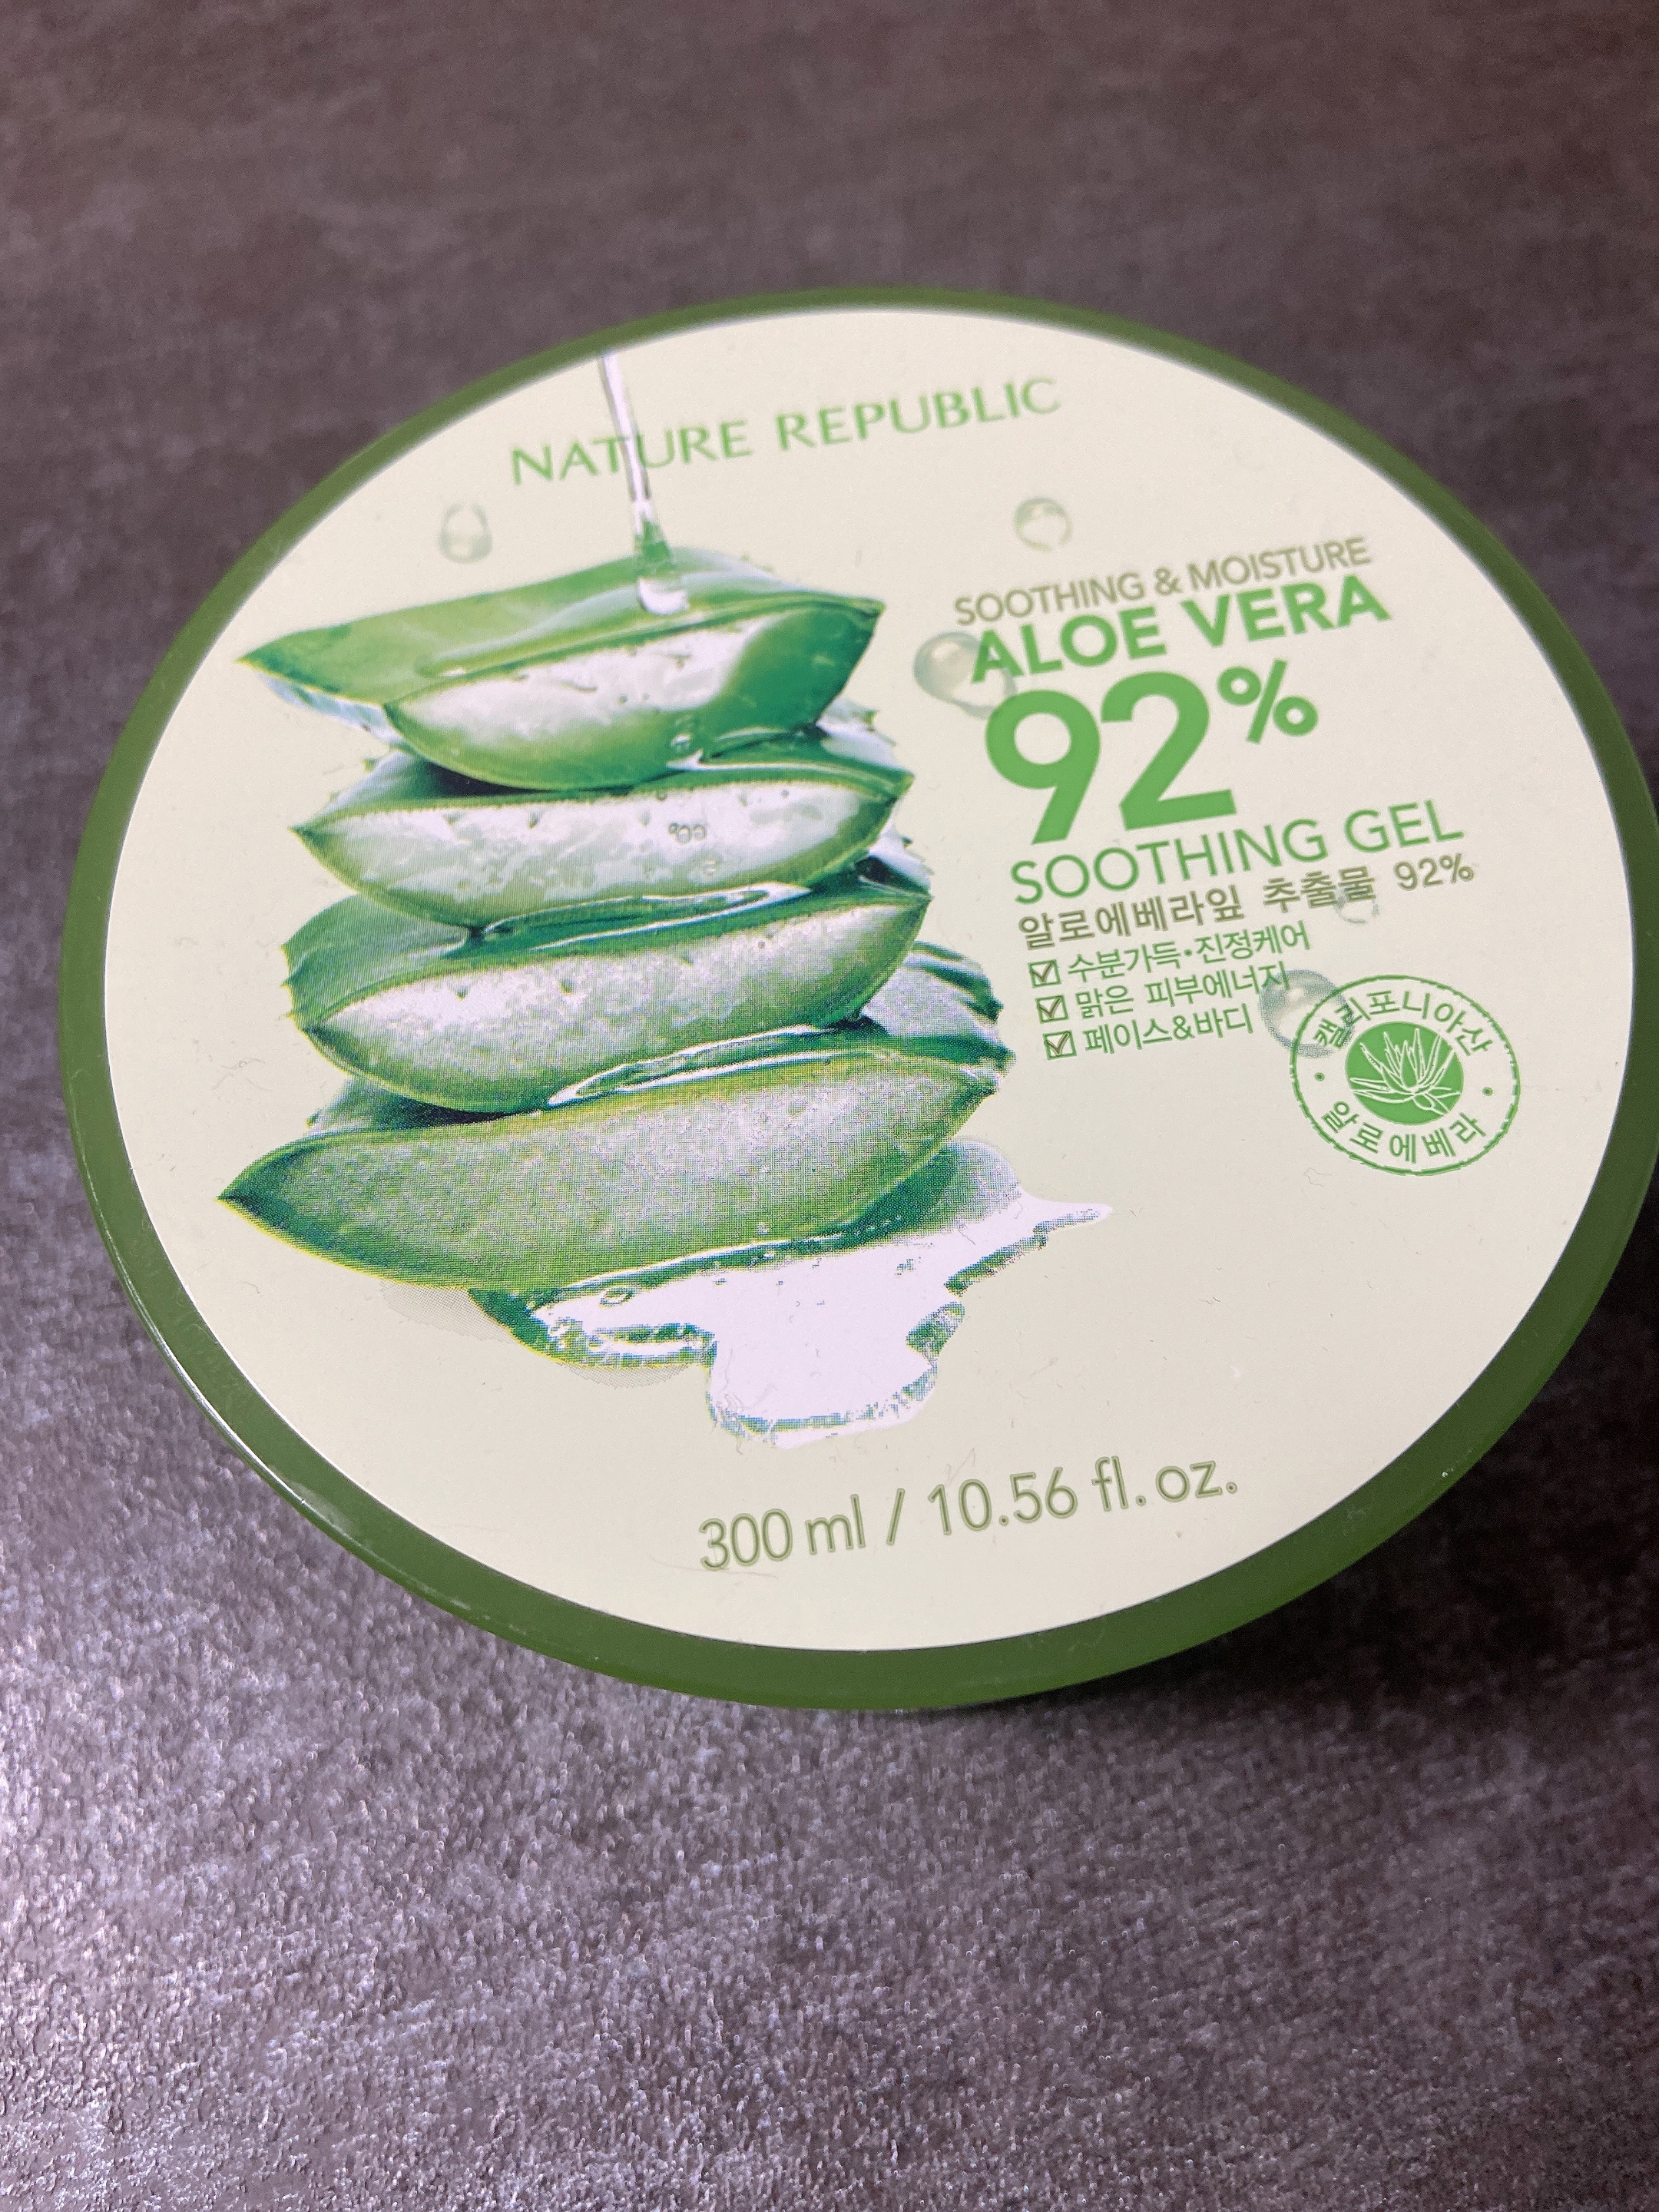 NATURE REPUBLIC
SOOTHING & MOISTURE
ALOE VERA
92%
SOOTHING GEL
알로에베라잎 추출물 92%
수분가득·진정케어
맑은 피부에너지
페이스&바디
캘리포니아산
알로에베라
300 ml / 10.56 fl. oz.